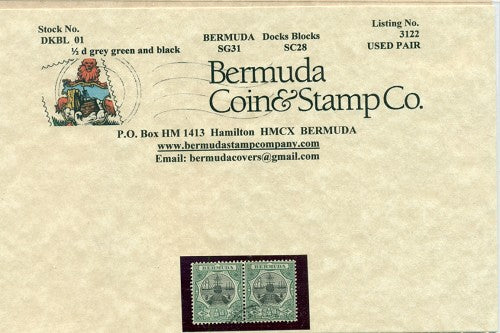 Stock No.
DKBL 01
½ d grey green and black
BERMUDA Docks Blocks
SG31 SC28
Listing No.
3122
USED PAIR
Bermuda
Coin&Stamp Co.
P.O. Box HM 1413 Hamilton HMCX BERMUDA
www.bermudastampcompany.com
Email: bermudacovers@gmail.com
BERMUDA BERMUDA